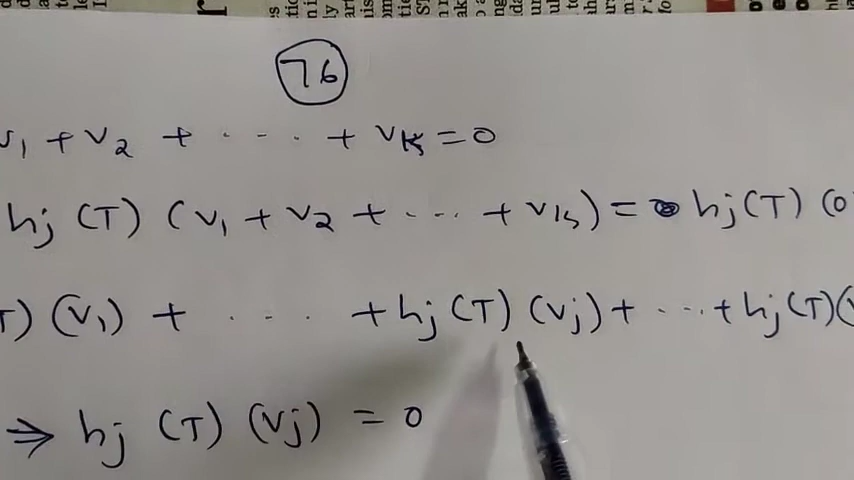 76
v₁ + v₂ + ... + vₖ = 0
hj (T) (v₁ + v₂ + ... + vₖ) = hj (T) (0
T) (v₁) + .... + hj (T) (vj) + ... + hj (T) (v
⇒ hj (T) (vj) = 0